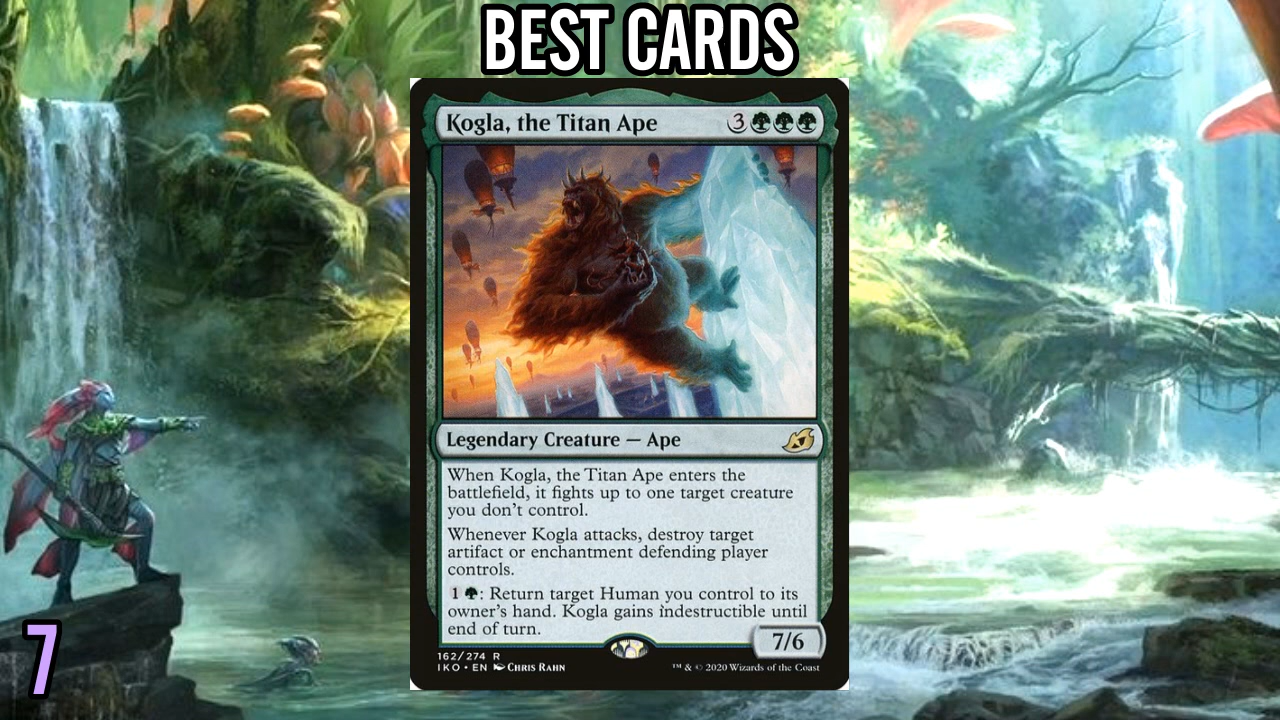 BEST CARDS
Kogla, the Titan Ape 3
Legendary Creature — Ape
When Kogla, the Titan Ape enters the
battlefield, it fights up to one target creature
you don't control.
Whenever Kogla attacks, destroy target
artifact or enchantment defending player
controls.
1 : Return target Human you control to its
owner's hand. Kogla gains indestructible until
end of turn.
7/6
162/274 R
IKO • EN Chris Rahn
™ & © 2020 Wizards of the Coast
7